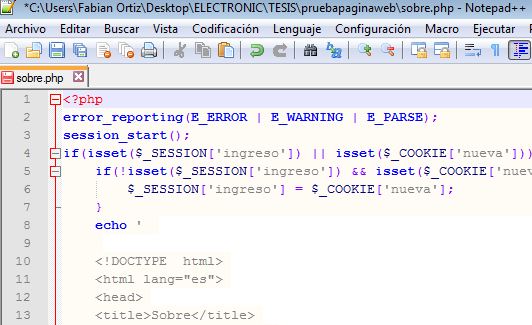 *C:\Users\Fabian Ortiz\Desktop\ELECTRONIC\TESIS\pruebapaginaweb\sobre.php - Notepad++
Archivo Editar Buscar Vista Codificación Lenguaje Configuración Macro Ejecutar
sobre.php
1 <?php
2 error_reporting(E_ERROR | E_WARNING | E_PARSE);
3 session_start();
4 if(isset($_SESSION['ingreso']) || isset($_COOKIE['nueva']))
5 if(!isset($_SESSION['ingreso']) && isset($_COOKIE['nuev
6 $_SESSION['ingreso'] = $_COOKIE['nueva'];
7 }
8 echo '
9
10 <!DOCTYPE html>
11 <html lang="es">
12 <head>
13 <title>Sobre</title>